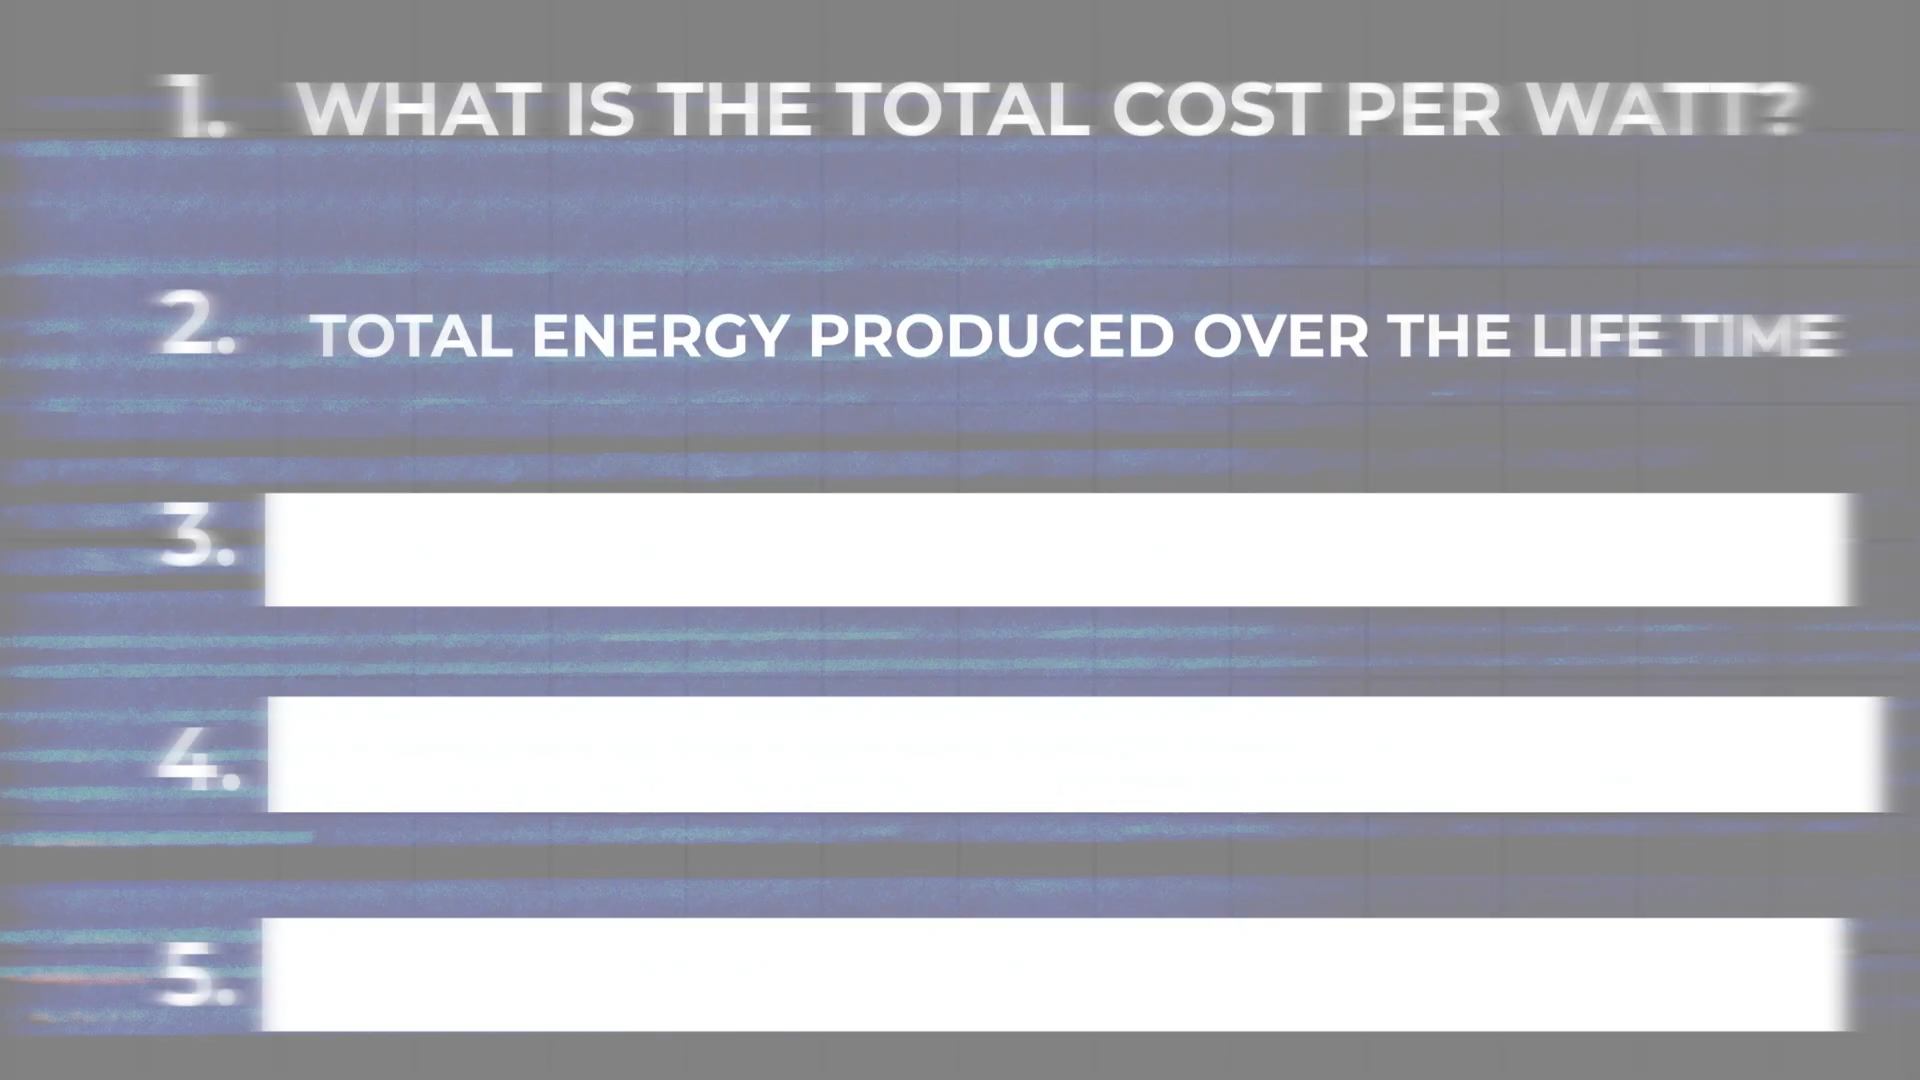 1. WHAT IS THE TOTAL COST PER WATT?
2. TOTAL ENERGY PRODUCED OVER THE LIFE TIME
3.
4.
5.